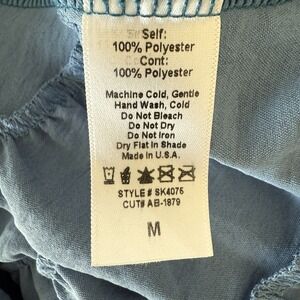 Self:
100% Polyester
Cont:
100% Polyester
Machine Cold, Gentle
Hand Wash, Cold
Do Not Bleach
Do Not Dry
Do Not Iron
Dry Flat in Shade
Made in U.S.A.
STYLE # SK4075
CUT# AB-1879
M